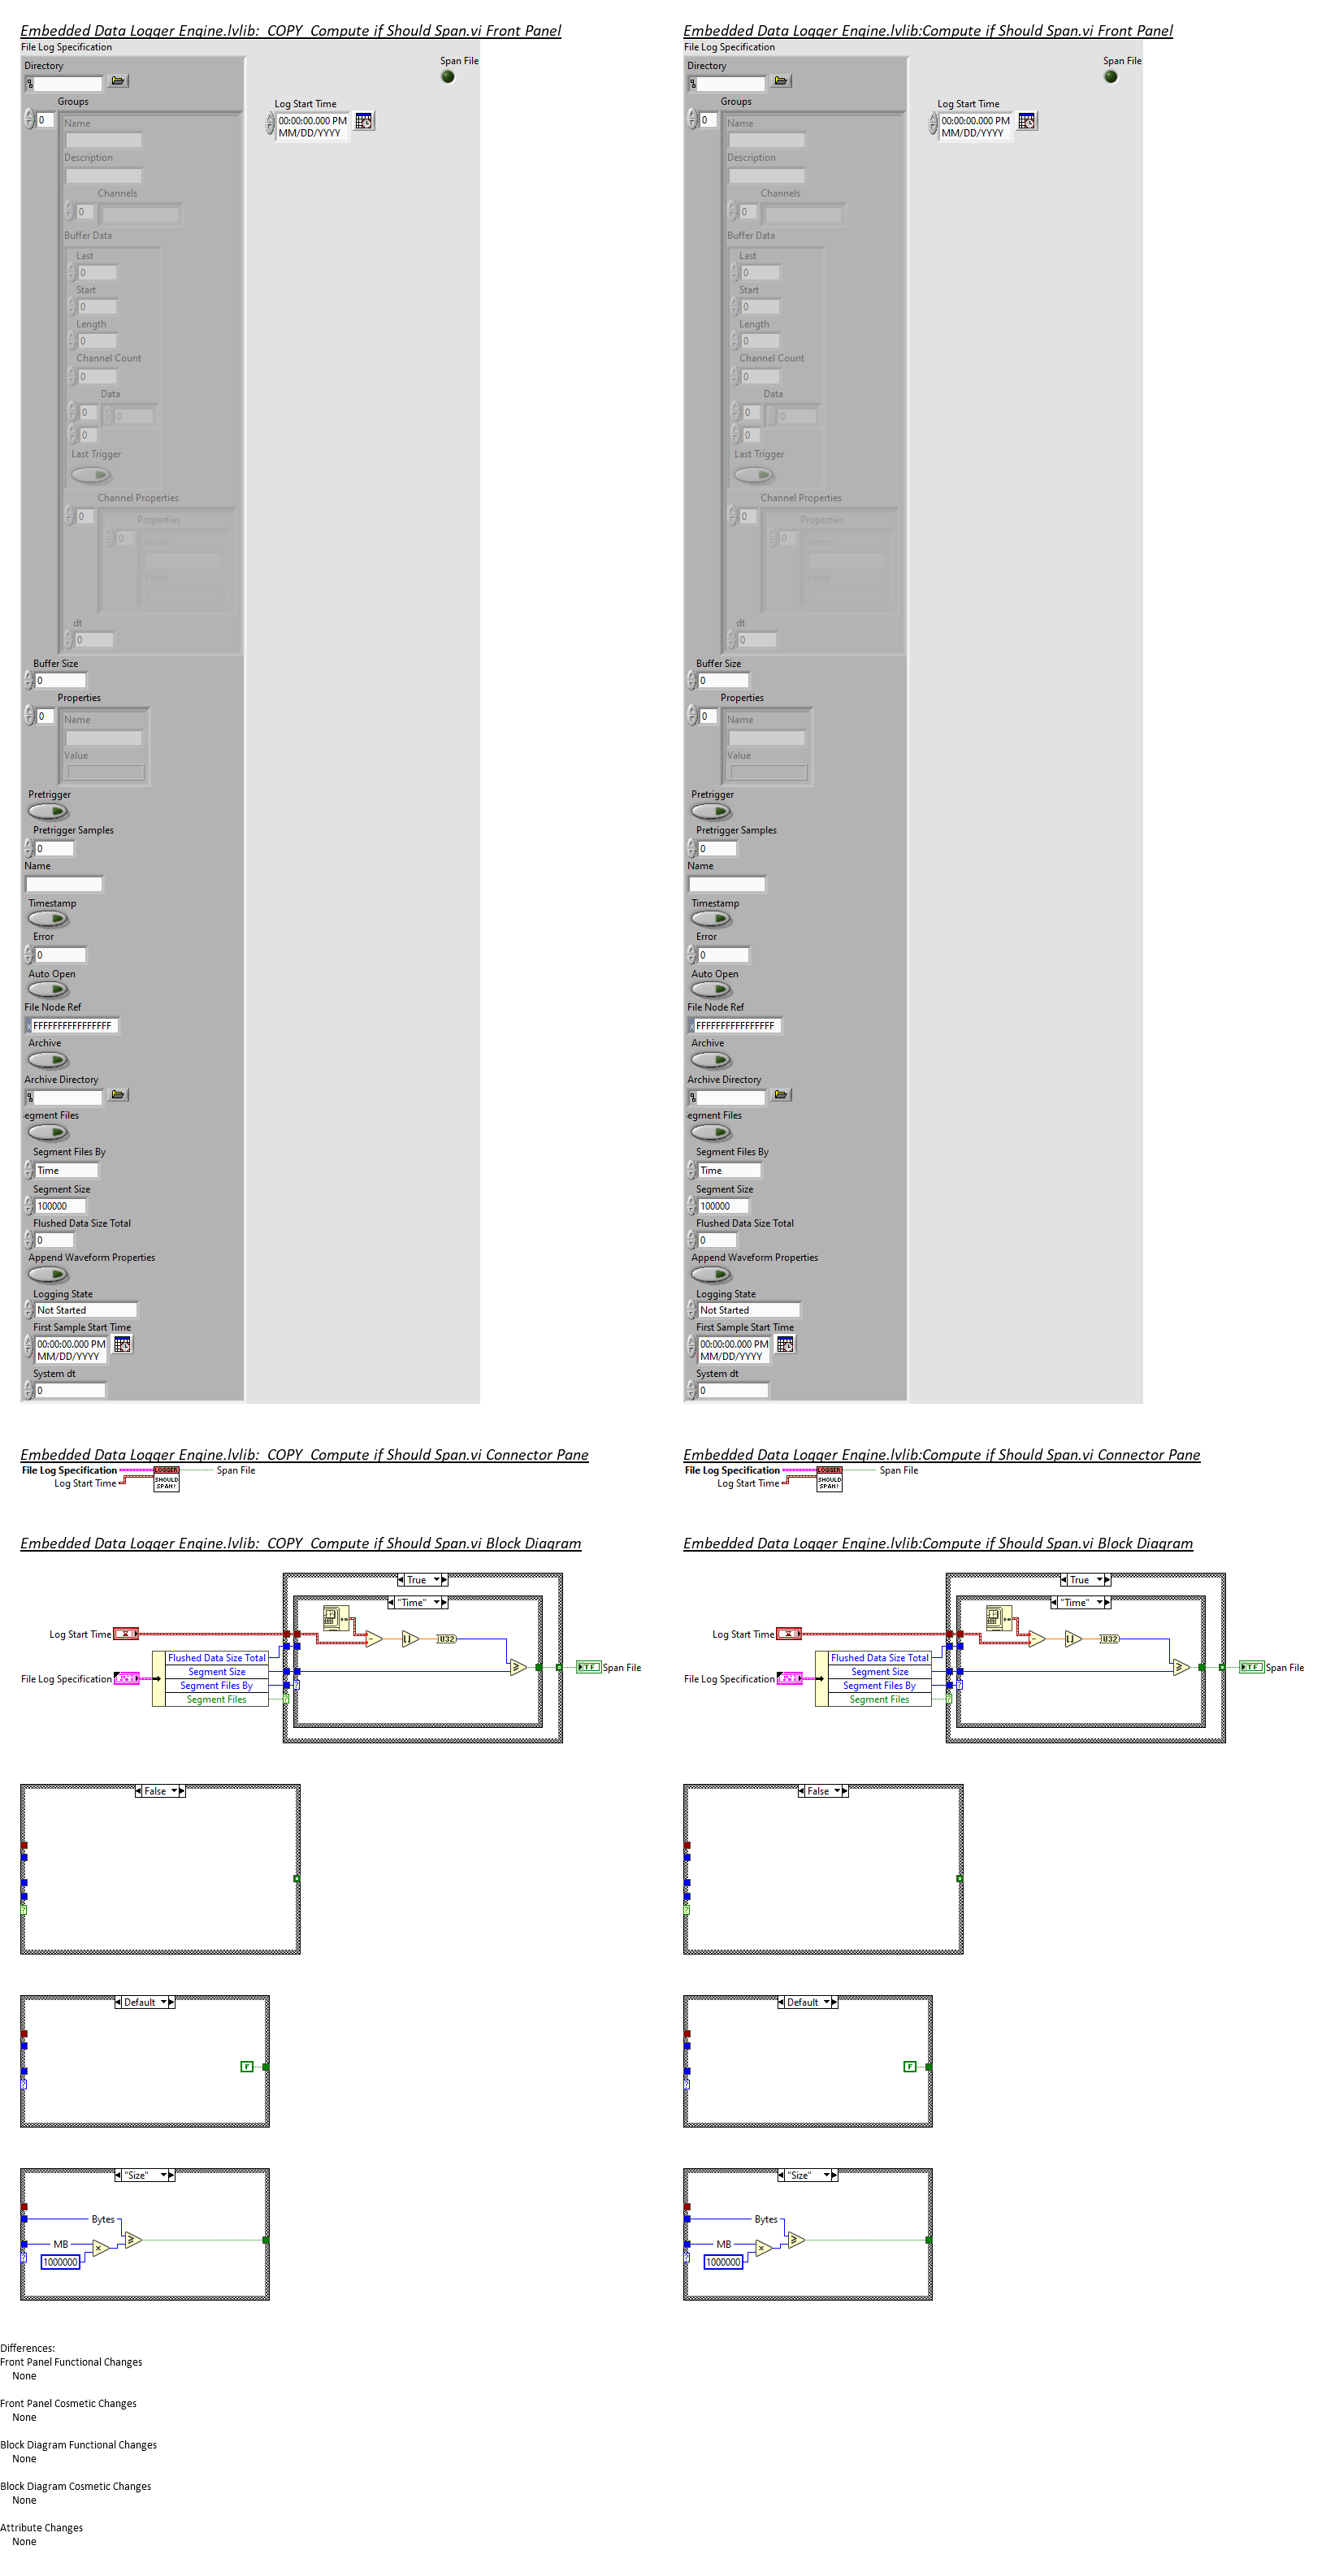 Embedded Data Logger Engine.lvlib:_COPY_Compute if Should Span.vi Front Panel
File Log Specification
Span File
Directory
Groups
0
Log Start Time
00:00:00.000 PM
MM/DD/YYYY
Name
Description
Channels
0
Buffer Data
Last
0
Start
0
Length
0
Channel Count
0
Data
0
0
0
Last Trigger
Channel Properties
0
Properties
0
Name
Value
dt
0
Buffer Size
0
Properties
0
Name
Value
Pretrigger
Pretrigger Samples
0
Name
Timestamp
Error
0
Auto Open
File Node Ref
FFFFFFFFFFFFFFFF
Archive
Archive Directory
egment Files
Segment Files By
Time
Segment Size
100000
Flushed Data Size Total
0
Append Waveform Properties
Logging State
Not Started
First Sample Start Time
00:00:00.000 PM
MM/DD/YYYY
System dt
0
Embedded Data Logger Engine.lvlib:Compute if Should Span.vi Front Panel
File Log Specification
Span File
Directory
Groups
0
Log Start Time
00:00:00.000 PM
MM/DD/YYYY
Name
Description
Channels
0
Buffer Data
Last
0
Start
0
Length
0
Channel Count
0
Data
0
0
0
Last Trigger
Channel Properties
0
Properties
0
Name
Value
dt
0
Buffer Size
0
Properties
0
Name
Value
Pretrigger
Pretrigger Samples
0
Name
Timestamp
Error
0
Auto Open
File Node Ref
FFFFFFFFFFFFFFFF
Archive
Archive Directory
egment Files
Segment Files By
Time
Segment Size
100000
Flushed Data Size Total
0
Append Waveform Properties
Logging State
Not Started
First Sample Start Time
00:00:00.000 PM
MM/DD/YYYY
System dt
0
Embedded Data Logger Engine.lvlib:_COPY_Compute if Should Span.vi Connector Pane
File Log Specification
LOGGER
Span File
Log Start Time
SHOULD
SPAN?
Embedded Data Logger Engine.lvlib:Compute if Should Span.vi Connector Pane
File Log Specification
LOGGER
Span File
Log Start Time
SHOULD
SPAN?
Embedded Data Logger Engine.lvlib:_COPY_Compute if Should Span.vi Block Diagram
True
"Time"
Log Start Time
U32
Flushed Data Size Total
Segment Size
Segment Files By
Segment Files
File Log Specification
TF
Span File
False
Default
F
"Size"
Bytes
MB
1000000
Embedded Data Logger Engine.lvlib:Compute if Should Span.vi Block Diagram
True
"Time"
Log Start Time
U32
Flushed Data Size Total
Segment Size
Segment Files By
Segment Files
File Log Specification
TF
Span File
False
Default
F
"Size"
Bytes
MB
1000000
Differences:
Front Panel Functional Changes
None
Front Panel Cosmetic Changes
None
Block Diagram Functional Changes
None
Block Diagram Cosmetic Changes
None
Attribute Changes
None